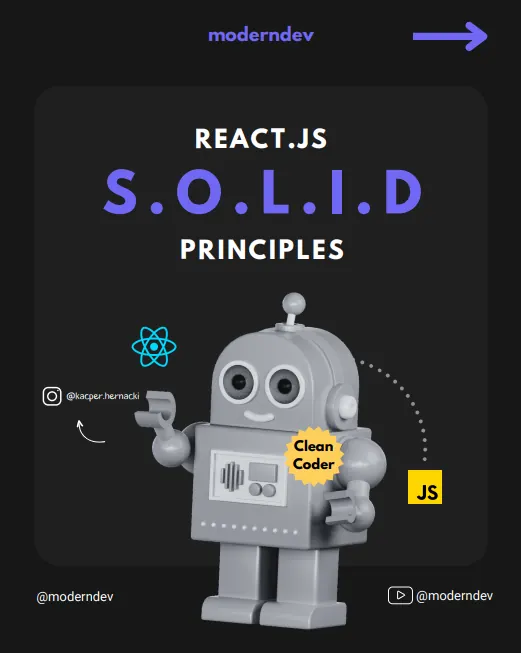 moderndev
REACT.JS
S.O.L.I.D
PRINCIPLES
@kacper.hernacki
Clean
Coder
JS
@moderndev
@moderndev